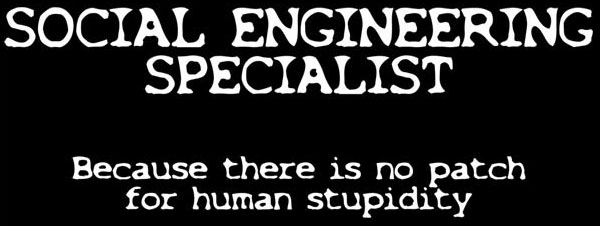 SOCIAL ENGINEERING
SPECIALIST
Because there is no patch
for human stupidity